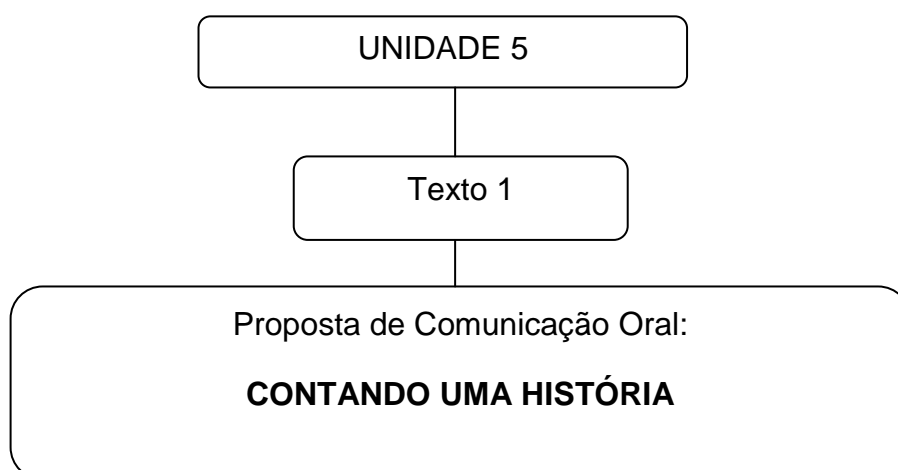 UNIDADE 5
Texto 1
Proposta de Comunicação Oral:
CONTANDO UMA HISTÓRIA